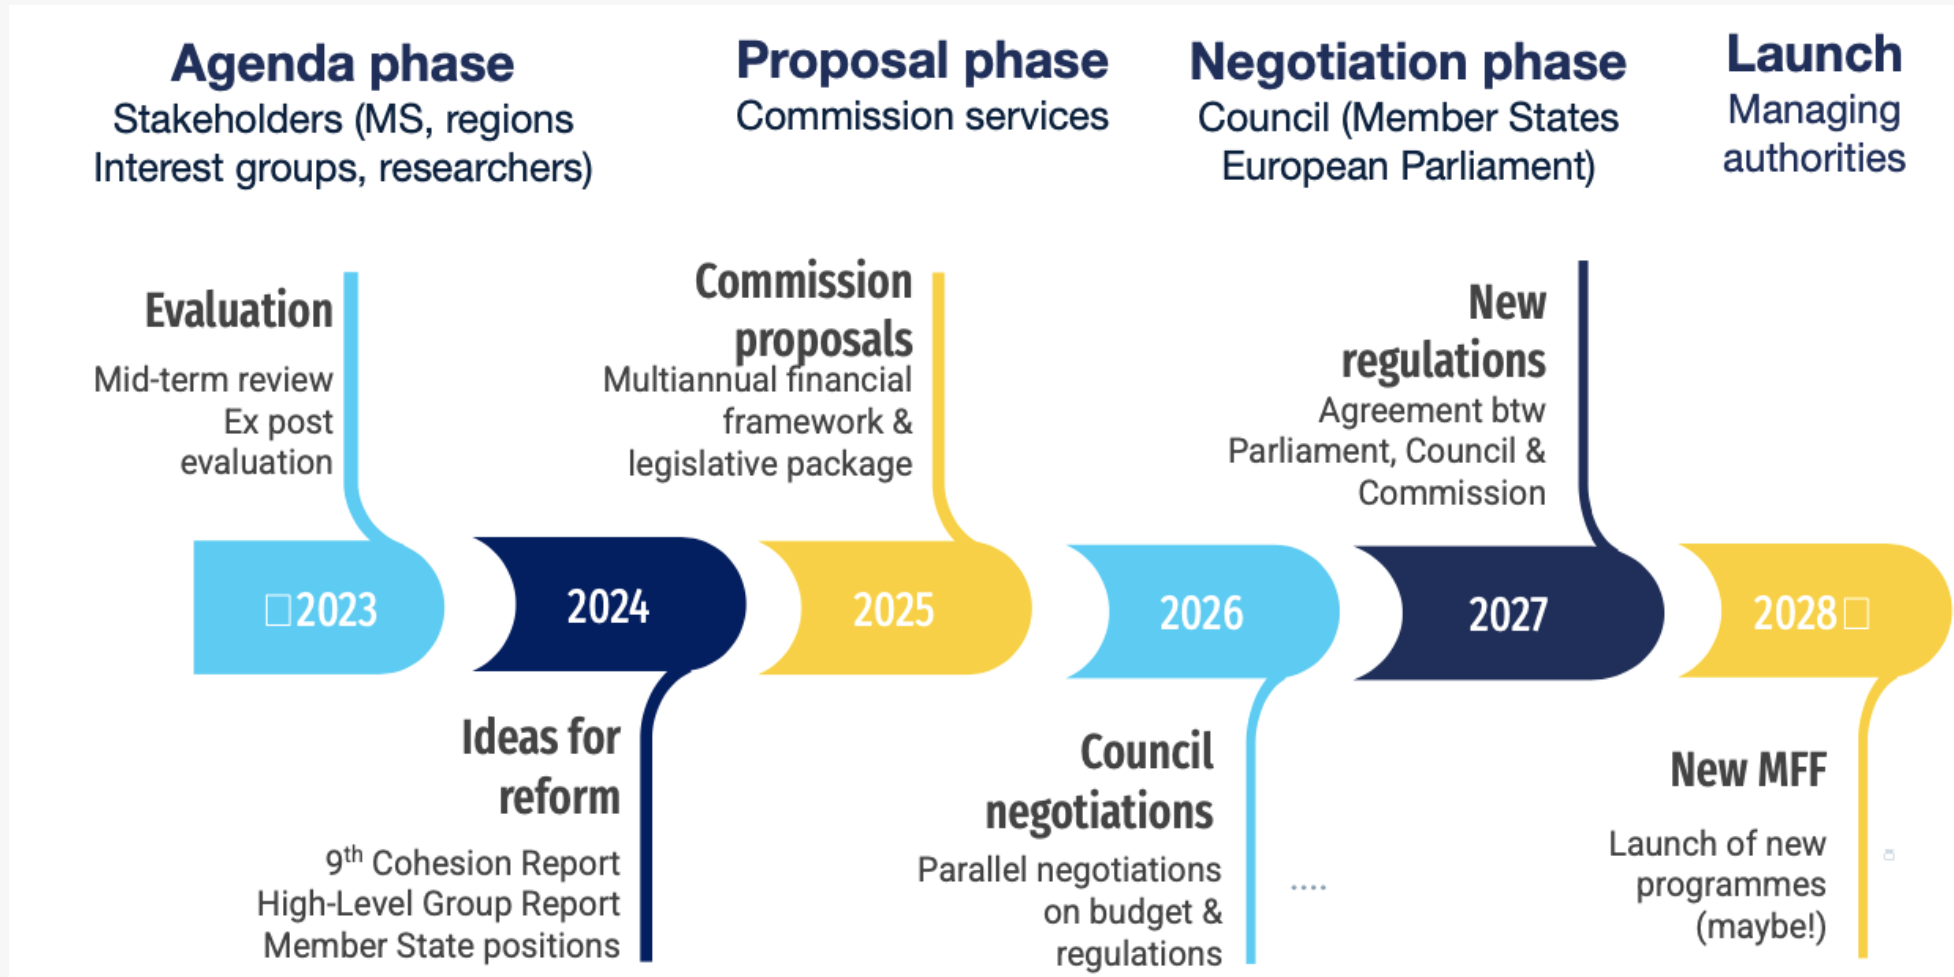 Agenda phase
Stakeholders (MS, regions
Interest groups, researchers)
Proposal phase
Commission services
Negotiation phase
Council (Member States
European Parliament)
Launch
Managing
authorities
Evaluation
Mid-term review
Ex post
evaluation
Commission
proposals
Multiannual financial
framework &
legislative package
New
regulations
Agreement btw
Parliament, Council &
Commission
2023
2024
2025
2026
2027
2028
Ideas for
reform
9th Cohesion Report
High-Level Group Report
Member State positions
Council
negotiations
Parallel negotiations
on budget &
regulations
....
New MFF
Launch of new
programmes
(maybe!)